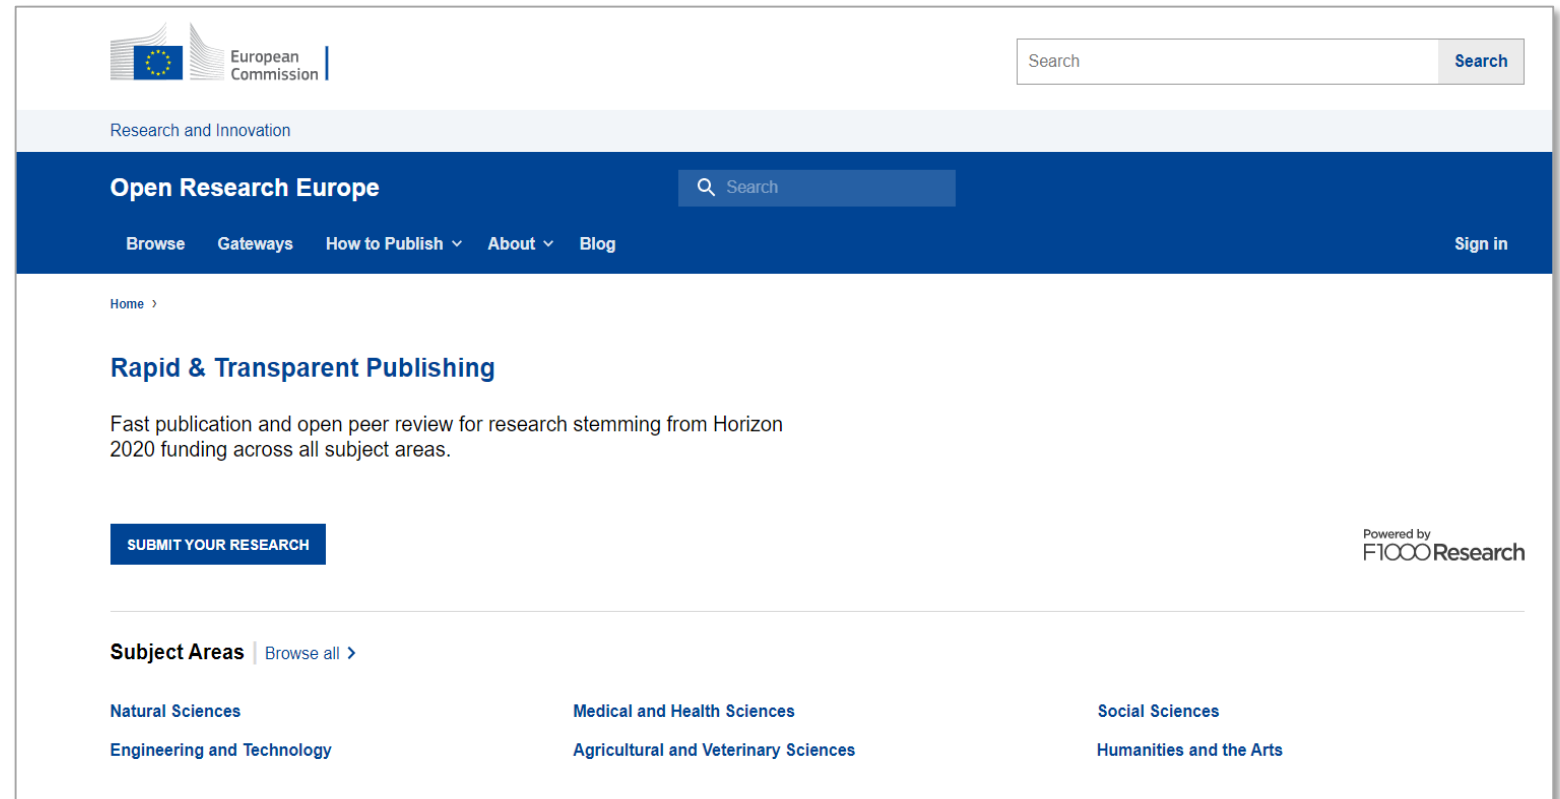 European
Commission
Search
Search
Research and Innovation
Open Research Europe
Search
Browse
Gateways
How to Publish
About
Blog
Sign in
Home
Rapid & Transparent Publishing
Fast publication and open peer review for research stemming from Horizon
2020 funding across all subject areas.
SUBMIT YOUR RESEARCH
Powered by
F1000Research
Subject Areas
Browse all
Natural Sciences
Medical and Health Sciences
Social Sciences
Engineering and Technology
Agricultural and Veterinary Sciences
Humanities and the Arts